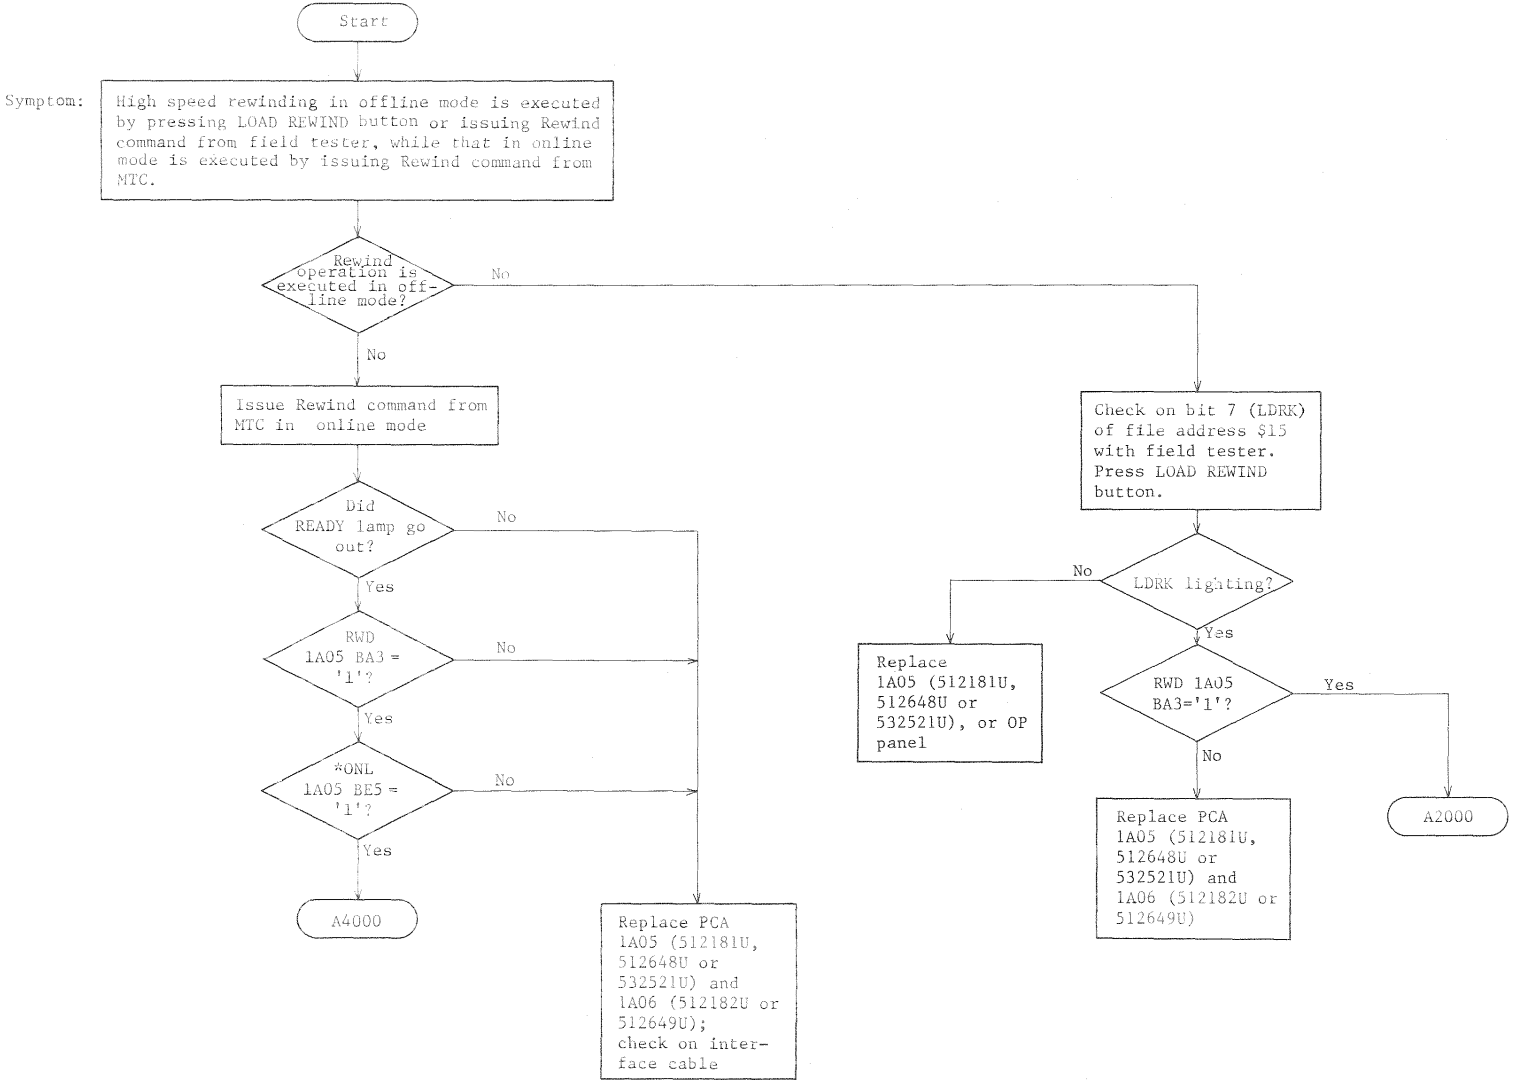 Start
Symptom:
High speed rewinding in offline mode is executed
by pressing LOAD REWIND button or issuing Rewind
command from field tester, while that in online
mode is executed by issuing Rewind command from
MTC.
Rewind
operation is
executed in off-
line mode?
No
No
Issue Rewind command from
MTC in online mode
Did
READY lamp go
out?
No
Yes
RWD
1A05 BA3 =
'1'?
No
Yes
*ONL
1A05 BE5 =
'1'?
No
Yes
A4000
Replace PCA
1A05 (512181U,
512648U or
532521U) and
1A06 (512182U or
512649U);
check on inter-
face cable
Check on bit 7 (LDRK)
of file address $15
with field tester.
Press LOAD REWIND
button.
LDRK lighting?
No
Yes
Replace
1A05 (512181U,
512648U or
532521U), or OP
panel
RWD 1A05
BA3='1'?
Yes
No
Replace PCA
1A05 (512181U,
512648U or
532521U) and
1A06 (512182U or
512649U)
A2000